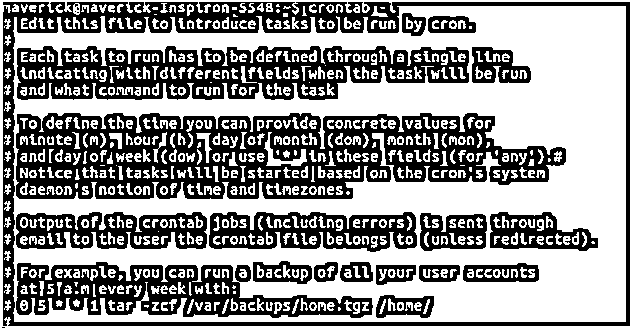 maverick@maverick-Inspiron-5548:~$ crontab -l
# Edit this file to introduce tasks to be run by cron.
#
# Each task to run has to be defined through a single line
# indicating with different fields when the task will be run
# and what command to run for the task
#
# To define the time you can provide concrete values for
# minute (m), hour (h), day of month (dom), month (mon),
# and day of week (dow) or use '*' in these fields (for 'any').#
# Notice that tasks will be started based on the cron's system
# daemon's notion of time and timezones.
#
# Output of the crontab jobs (including errors) is sent through
# email to the user the crontab file belongs to (unless redirected).
#
# For example, you can run a backup of all your user accounts
# at 5 a.m every week with:
# 0 5 * * 1 tar -zcf /var/backups/home.tgz /home/
#